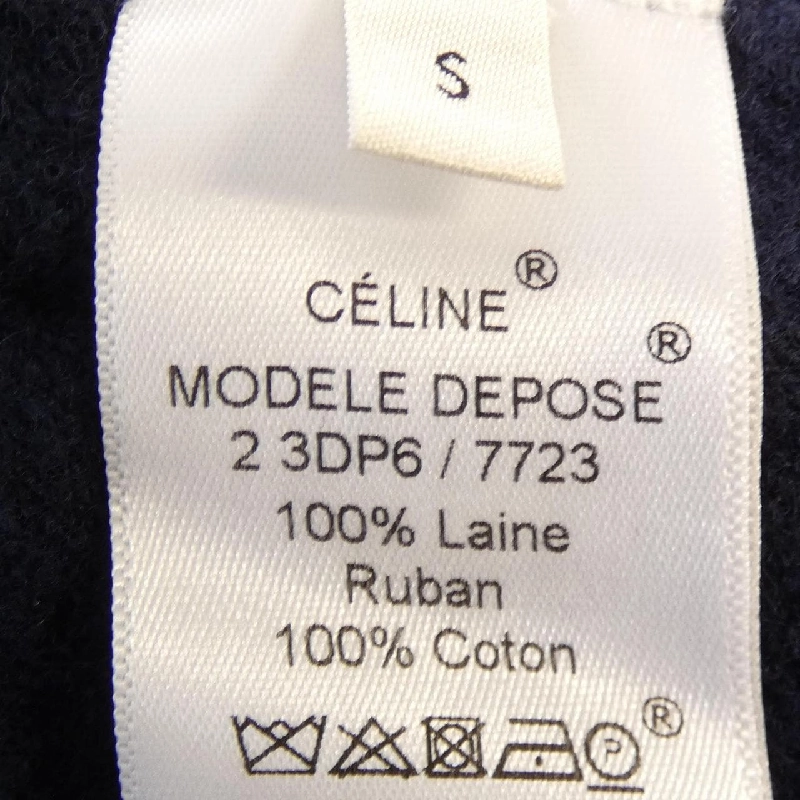 S
CÉLINE®
MODELE DEPOSE®
2 3DP6 / 7723
100% Laine
Ruban
100% Coton
P ®